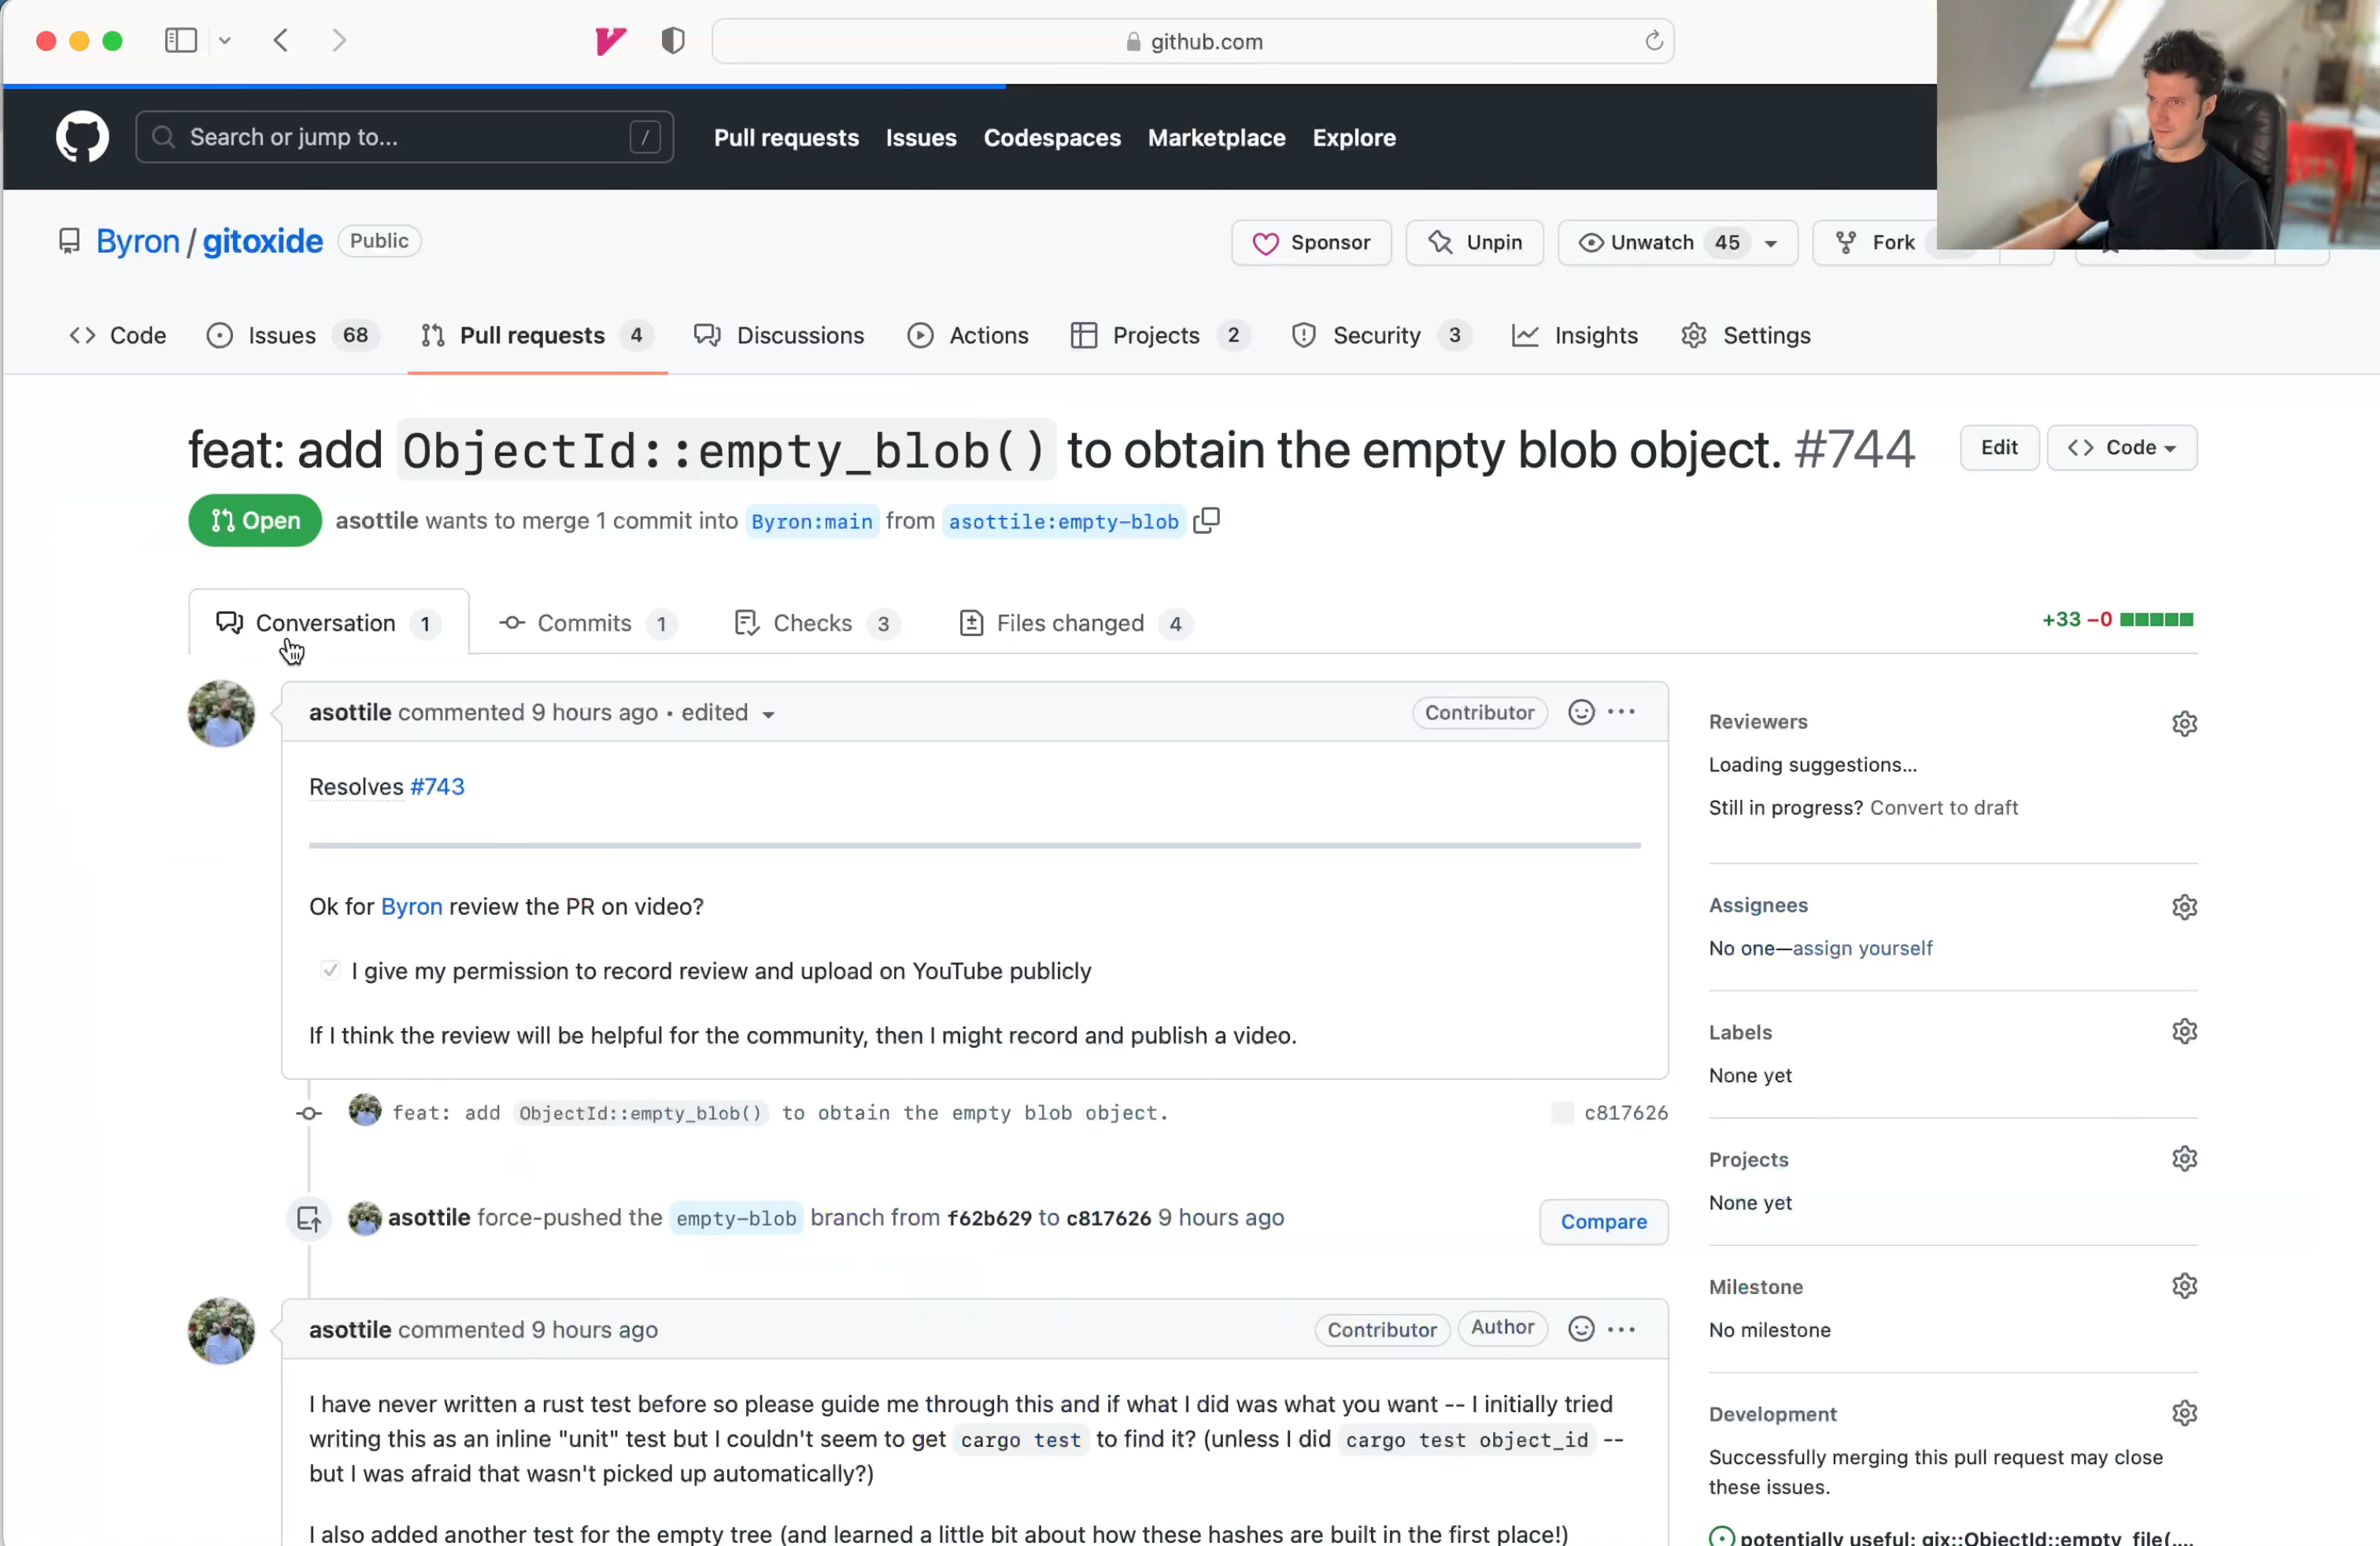 github.com
Search or jump to... /
Pull requests Issues Codespaces Marketplace Explore
Byron / gitoxide Public
Sponsor Unpin Unwatch 45 Fork
Code Issues 68 Pull requests 4 Discussions Actions Projects 2 Security 3 Insights Settings
feat: add ObjectId::empty_blob() to obtain the empty blob object. #744 Edit Code
Open asottile wants to merge 1 commit into Byron:main from asottile:empty-blob
Conversation 1 Commits 1 Checks 3 Files changed 4 +33 −0
asottile commented 9 hours ago • edited Contributor
Resolves #743
Ok for Byron review the PR on video?
I give my permission to record review and upload on YouTube publicly
If I think the review will be helpful for the community, then I might record and publish a video.
feat: add ObjectId::empty_blob() to obtain the empty blob object. c817626
asottile force-pushed the empty-blob branch from f62b629 to c817626 9 hours ago Compare
asottile commented 9 hours ago Contributor Author
I have never written a rust test before so please guide me through this and if what I did was what you want -- I initially tried
writing this as an inline "unit" test but I couldn't seem to get cargo test to find it? (unless I did cargo test object_id --
but I was afraid that wasn't picked up automatically?)
I also added another test for the empty tree (and learned a little bit about how these hashes are built in the first place!)
Reviewers
Loading suggestions...
Still in progress? Convert to draft
Assignees
No one—assign yourself
Labels
None yet
Projects
None yet
Milestone
No milestone
Development
Successfully merging this pull request may close
these issues.
potentially useful: gix::ObjectId::empty_file(....